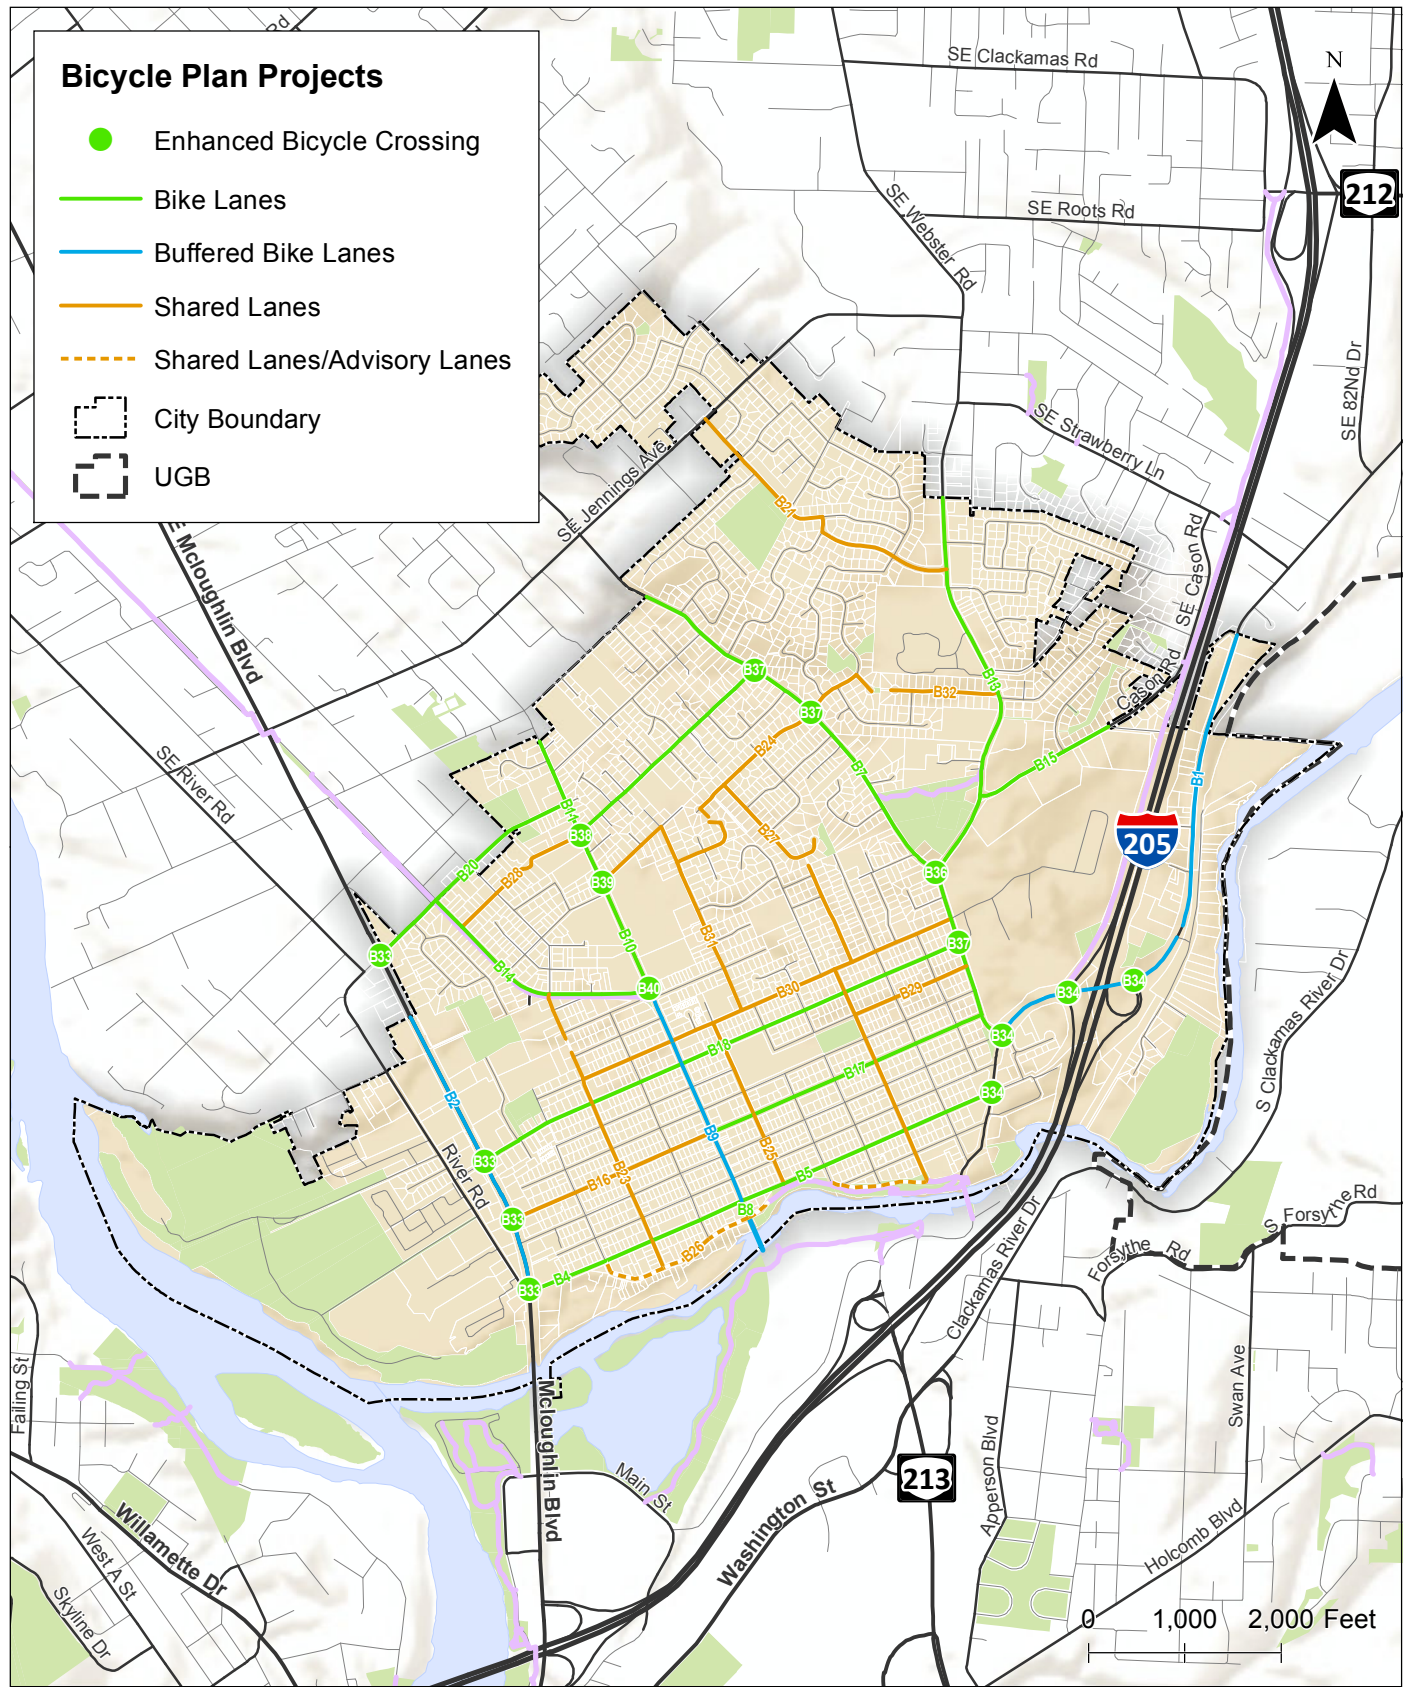 Bicycle Plan Projects
Enhanced Bicycle Crossing
Bike Lanes
Buffered Bike Lanes
Shared Lanes
Shared Lanes/Advisory Lanes
City Boundary
UGB
Rd
SE Clackamas Rd
N
212
SE Webster Rd
SE Roots Rd
SE 82Nd Dr
SE Strawberry Ln
SE Jennings Ave
SE Cason Rd
E Mcloughlin Blvd
B24
B13
B32
Cason Rd
B37
B37
B24
B7
B15
B1
SE River Rd
B14
B38
B27
205
B20
B28
B39
B36
B33
B10
B31
B37
B14
B40
B30
B29
B34
B34
B34
B18
B17
B34
B2
B9
B25
S Clackamas River Dr
B33
River Rd
B16
B23
B5
B33
B8
B26
B4
B33
S Forsythe Rd
Forsythe Rd
Clackamas River Dr
Failing St
Mcloughlin Blvd
Main St
213
Apperson Blvd
Swan Ave
Washington St
Holcomb Blvd
Willamette Dr
West A St
Skyline Dr
0 1,000 2,000 Feet